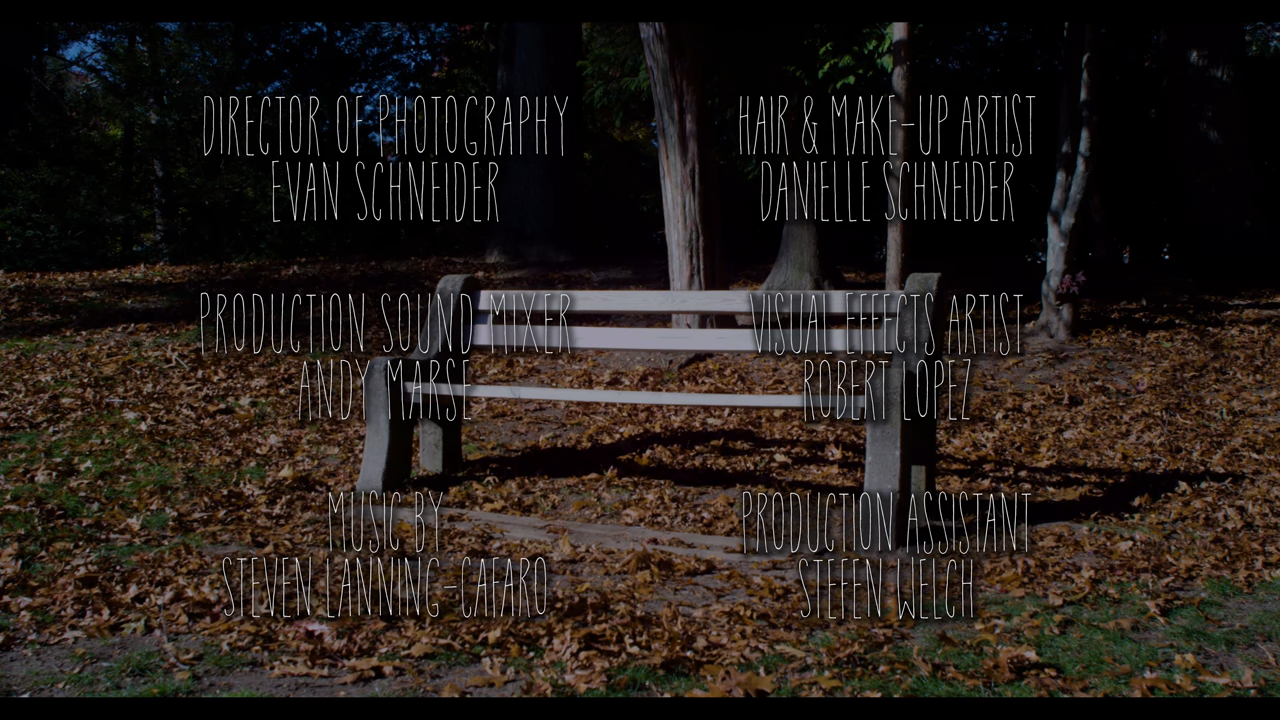 DIRECTOR OF PHOTOGRAPHY
EVAN SCHNEIDER
PRODUCTION SOUND MIXER
ANDY MARSE
MUSIC BY
STEVEN LANNING-CAFARO
HAIR & MAKE-UP ARTIST
DANIELLE SCHNEIDER
VISUAL EFFECTS ARTIST
ROBERT LOPEZ
PRODUCTION ASSISTANT
STEFEN WELCH